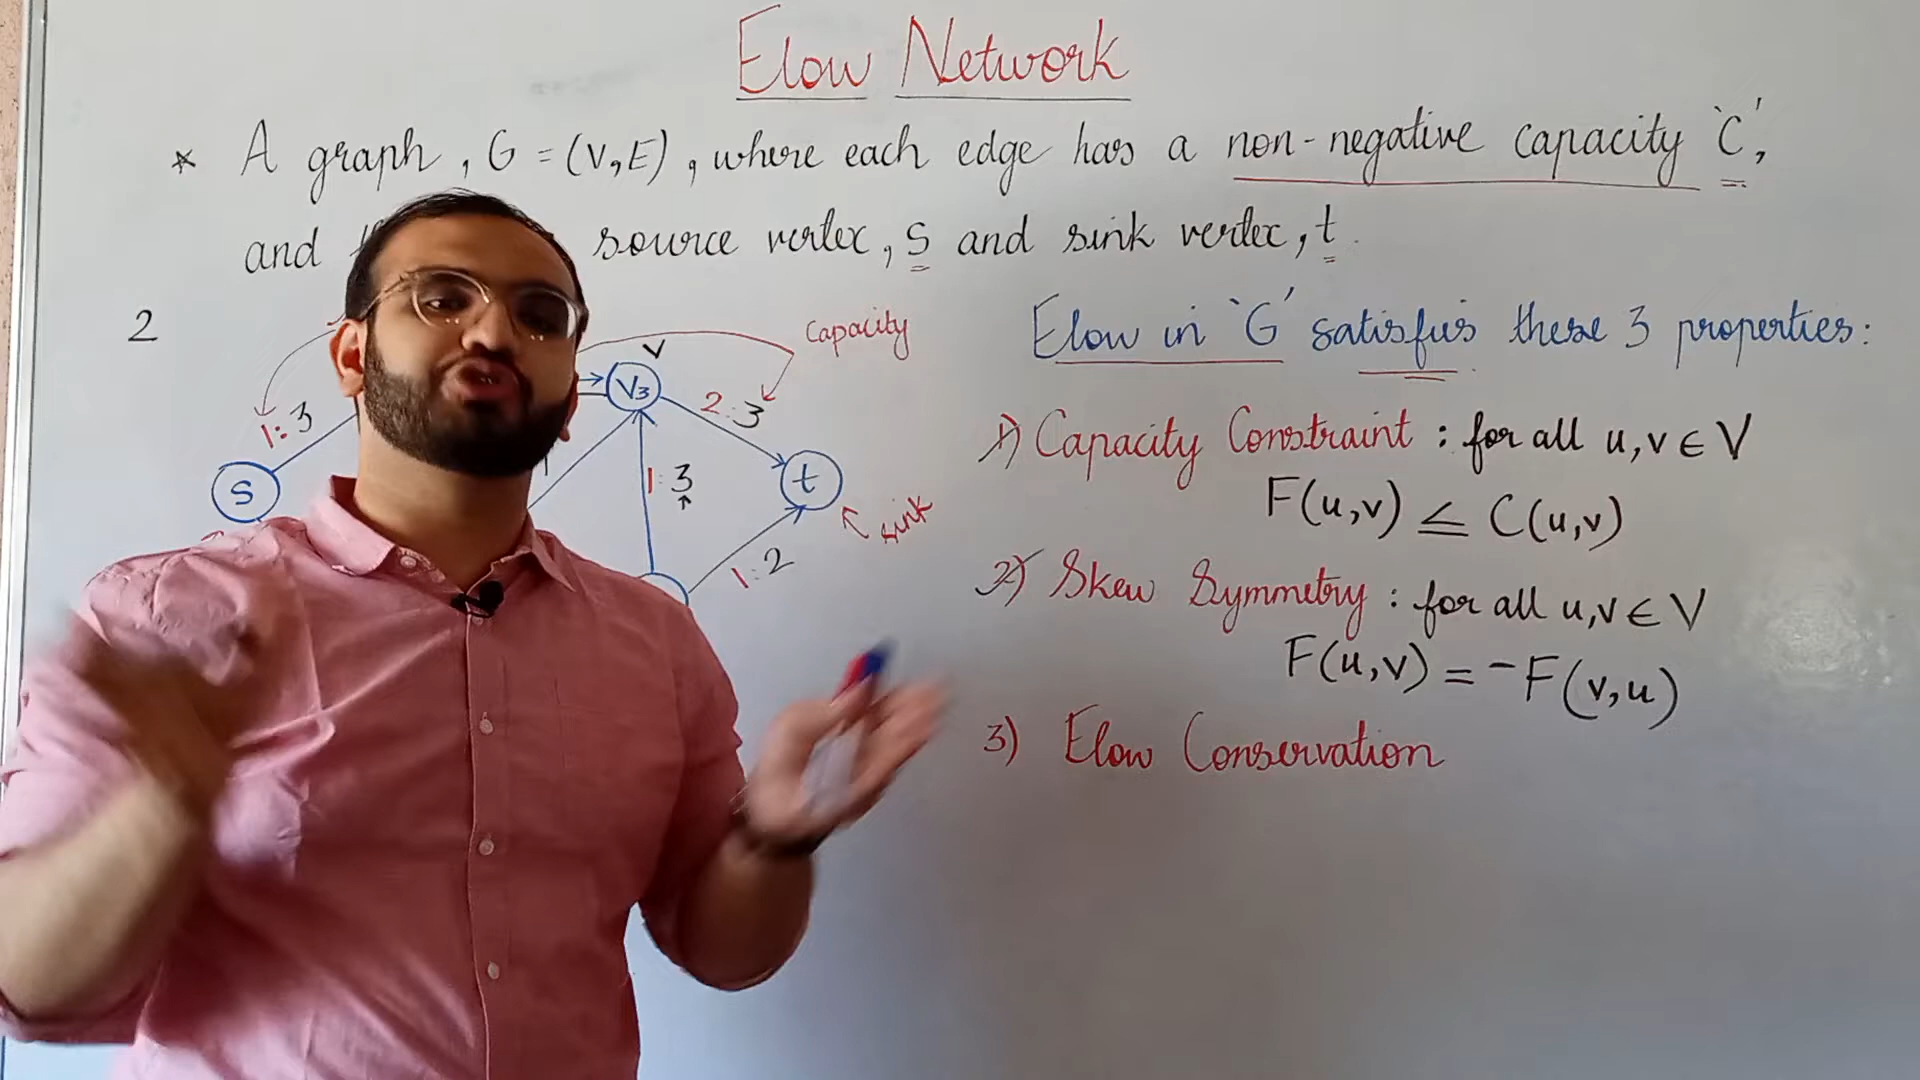 Flow Network
* A graph, G = (V, E), where each edge has a non-negative capacity 'C',
and source vertex, s and sink vertex, t.
2
Capacity
Flow in 'G' satisfies these 3 properties:
V
V3
1:3
2:3
1) Capacity Constraint : for all u,v ∈ V
S
1:3
t
sink
F(u,v) ≤ C(u,v)
1:2
2) Skew Symmetry : for all u,v ∈ V
F(u,v) = -F(v,u)
3) Flow Conservation